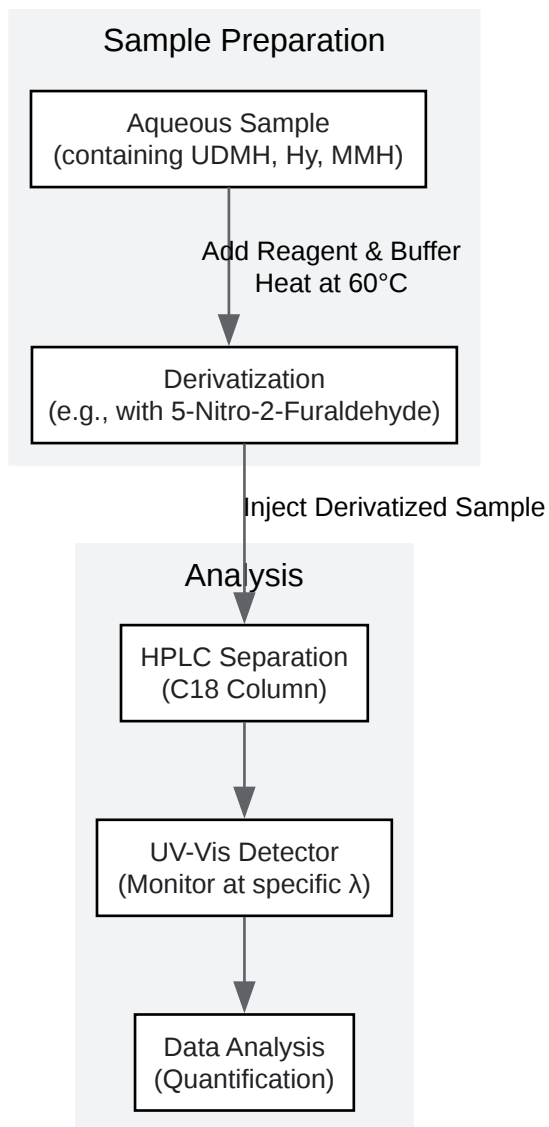 Sample Preparation
Aqueous Sample
(containing UDMH, Hy, MMH)
Add Reagent & Buffer
Heat at 60°C
Derivatization
(e.g., with 5-Nitro-2-Furaldehyde)
Inject Derivatized Sample
Analysis
HPLC Separation
(C18 Column)
UV-Vis Detector
(Monitor at specific λ)
Data Analysis
(Quantification)